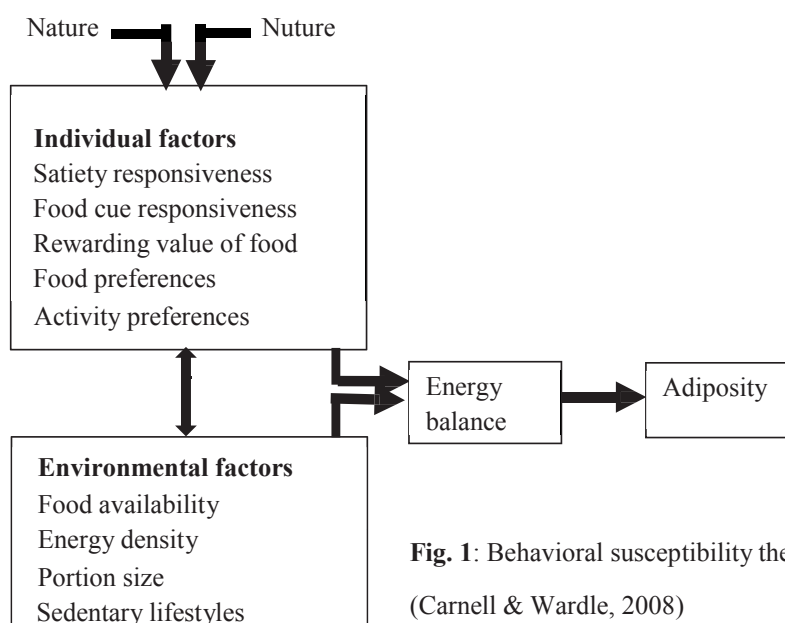 Nature
Nuture
Individual factors
Satiety responsiveness
Food cue responsiveness
Rewarding value of food
Food preferences
Activity preferences
Energy
balance
Adiposity
Environmental factors
Food availability
Energy density
Portion size
Sedentary lifestyles
Fig. 1: Behavioral susceptibility
(Carnell & Wardle, 2008)